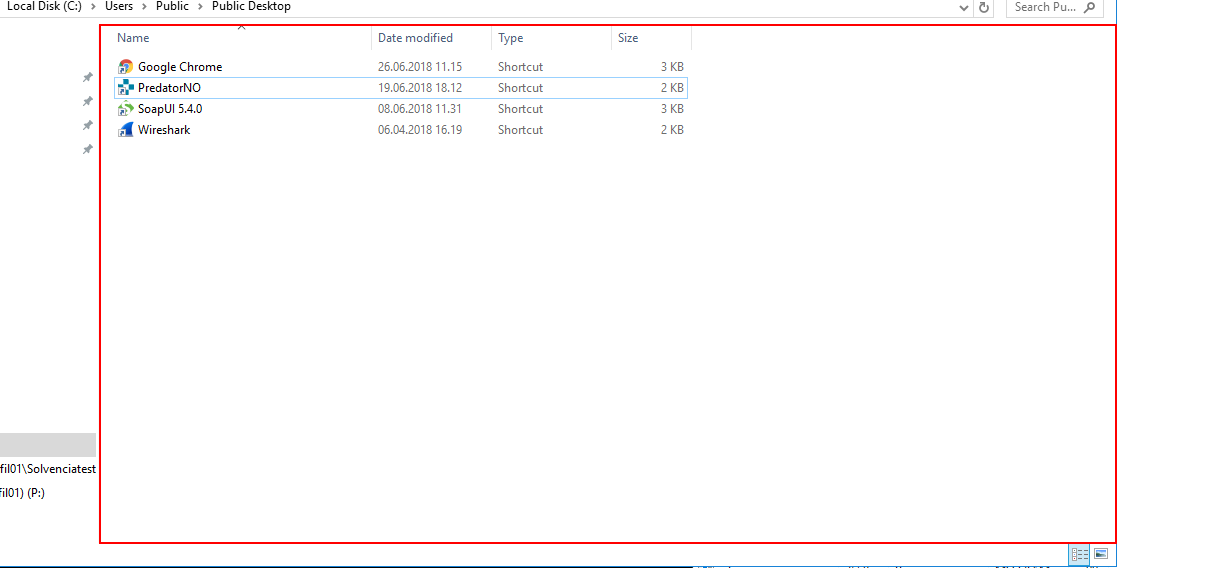 Local Disk (C:) > Users > Public > Public Desktop Search Pu...
Name Date modified Type Size
Google Chrome 26.06.2018 11.15 Shortcut 3 KB
PredatorNO 19.06.2018 18.12 Shortcut 2 KB
SoapUI 5.4.0 08.06.2018 11.31 Shortcut 3 KB
Wireshark 06.04.2018 16.19 Shortcut 2 KB
fil01\Solvenciatest
fil01) (P:)